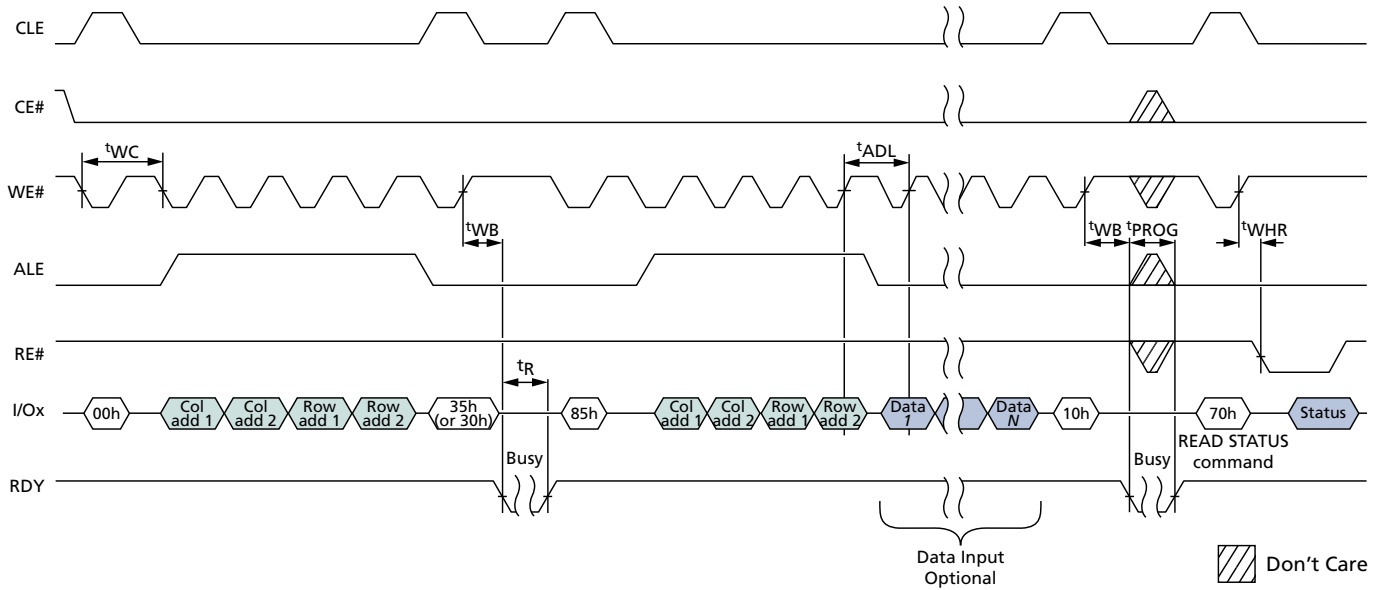 CLE
CE#
tWC
tADL
WE#
tWB
tWB
tPROG
tWHR
ALE
RE#
tR
I/Ox
00h
Col
add 1
Col
add 2
Row
add 1
Row
add 2
35h
(or 30h)
85h
Col
add 1
Col
add 2
Row
add 1
Row
add 2
Data
1
Data
N
10h
70h
Status
READ STATUS
command
Busy
Busy
RDY
Data Input
Optional
Don't Care